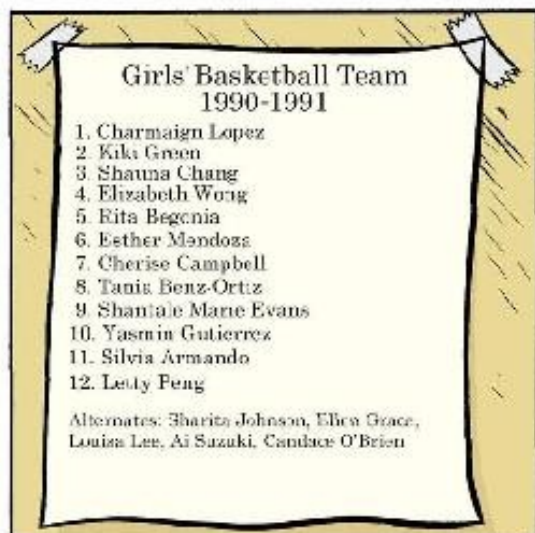 Girls' Basketball Team
1990-1991
1. Charmaign Lopez
2. Kiki Green
3. Shauna Chang
4. Elizabeth Wong
5. Rita Begonia
6. Esther Mendoza
7. Cherise Campbell
8. Tania Benz-Ortiz
9. Shantale Marie Evans
10. Yasmin Gutierrez
11. Silvia Armando
12. Letty Peng
Alternates: Sharita Johnson, Ellen Grace,
Louisa Lee, Ai Suzuki, Candace O'Brien